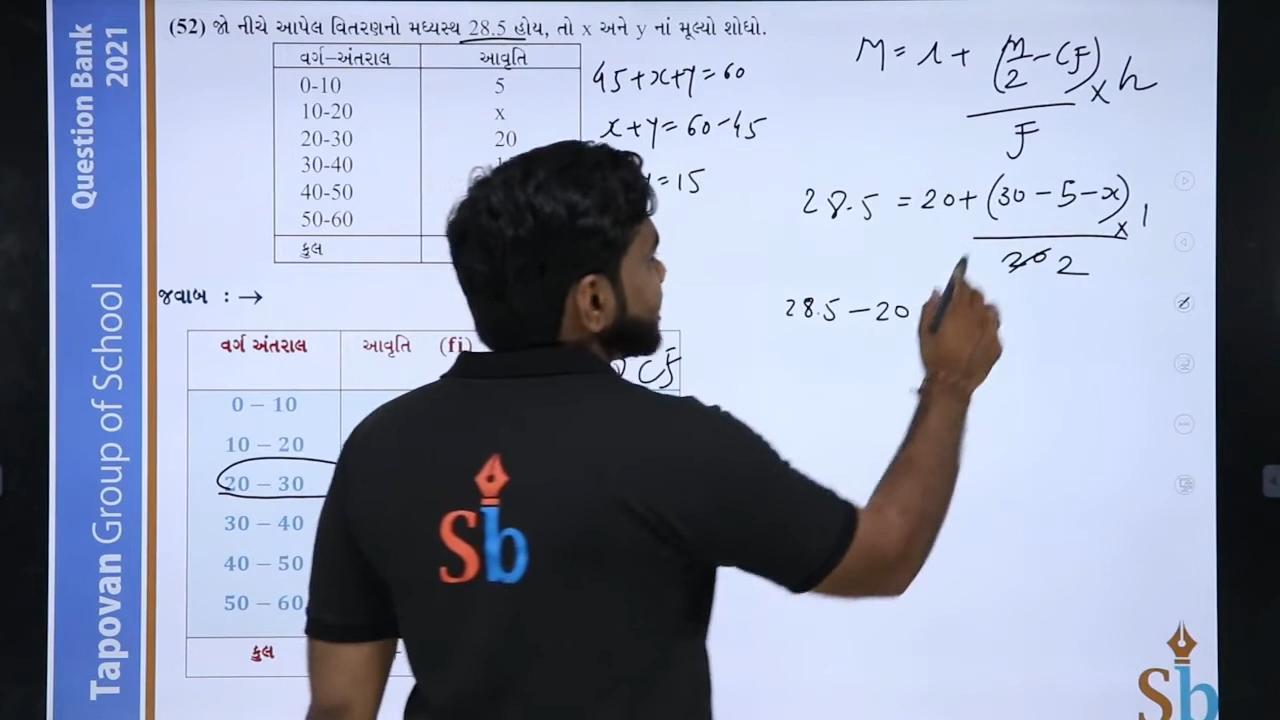 Question Bank
2021
Tapovan Group of School
(52) જો નીચે આપેલ વિતરણનો મધ્યસ્થ 28.5 હોય, તો x અને y નાં મૂલ્યો શોધો.
વર્ગ-અંતરાલ આવૃતિ
0-10 5
10-20 x
20-30 20
30-40
40-50
50-60
કુલ
જવાબ : →
વર્ગ અંતરાલ આવૃતિ (fi) CF
0 – 10
10 – 20
20 – 30
30 – 40
40 – 50
50 – 60
કુલ
45+x+y=60
x+y=60-45
=15
M = l + (n/2 - CF) x h
F
28.5 = 20+ (30-5-x) x 1
20 2
28.5 - 20
Sb
Sb